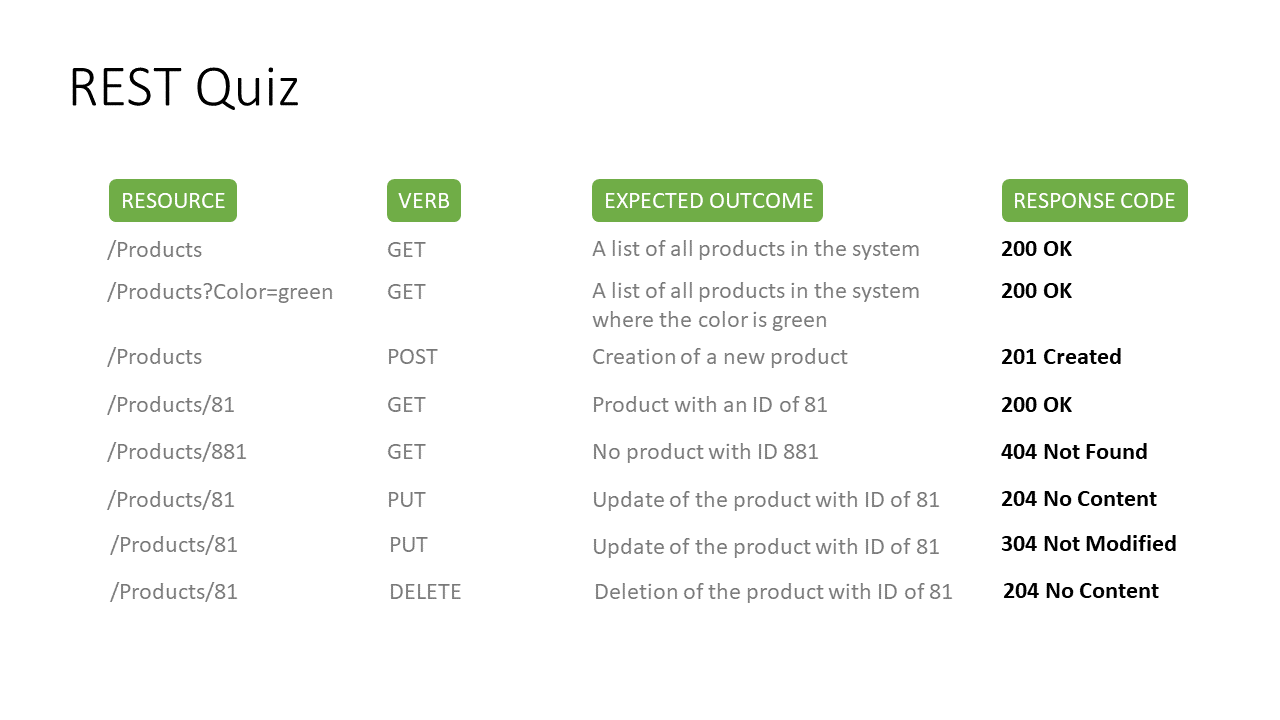 REST Quiz
RESOURCE VERB EXPECTED OUTCOME RESPONSE CODE
/Products GET A list of all products in the system 200 OK
/Products?Color=green GET A list of all products in the system 200 OK
where the color is green
/Products POST Creation of a new product 201 Created
/Products/81 GET Product with an ID of 81 200 OK
/Products/881 GET No product with ID 881 404 Not Found
/Products/81 PUT Update of the product with ID of 81 204 No Content
/Products/81 PUT Update of the product with ID of 81 304 Not Modified
/Products/81 DELETE Deletion of the product with ID of 81 204 No Content